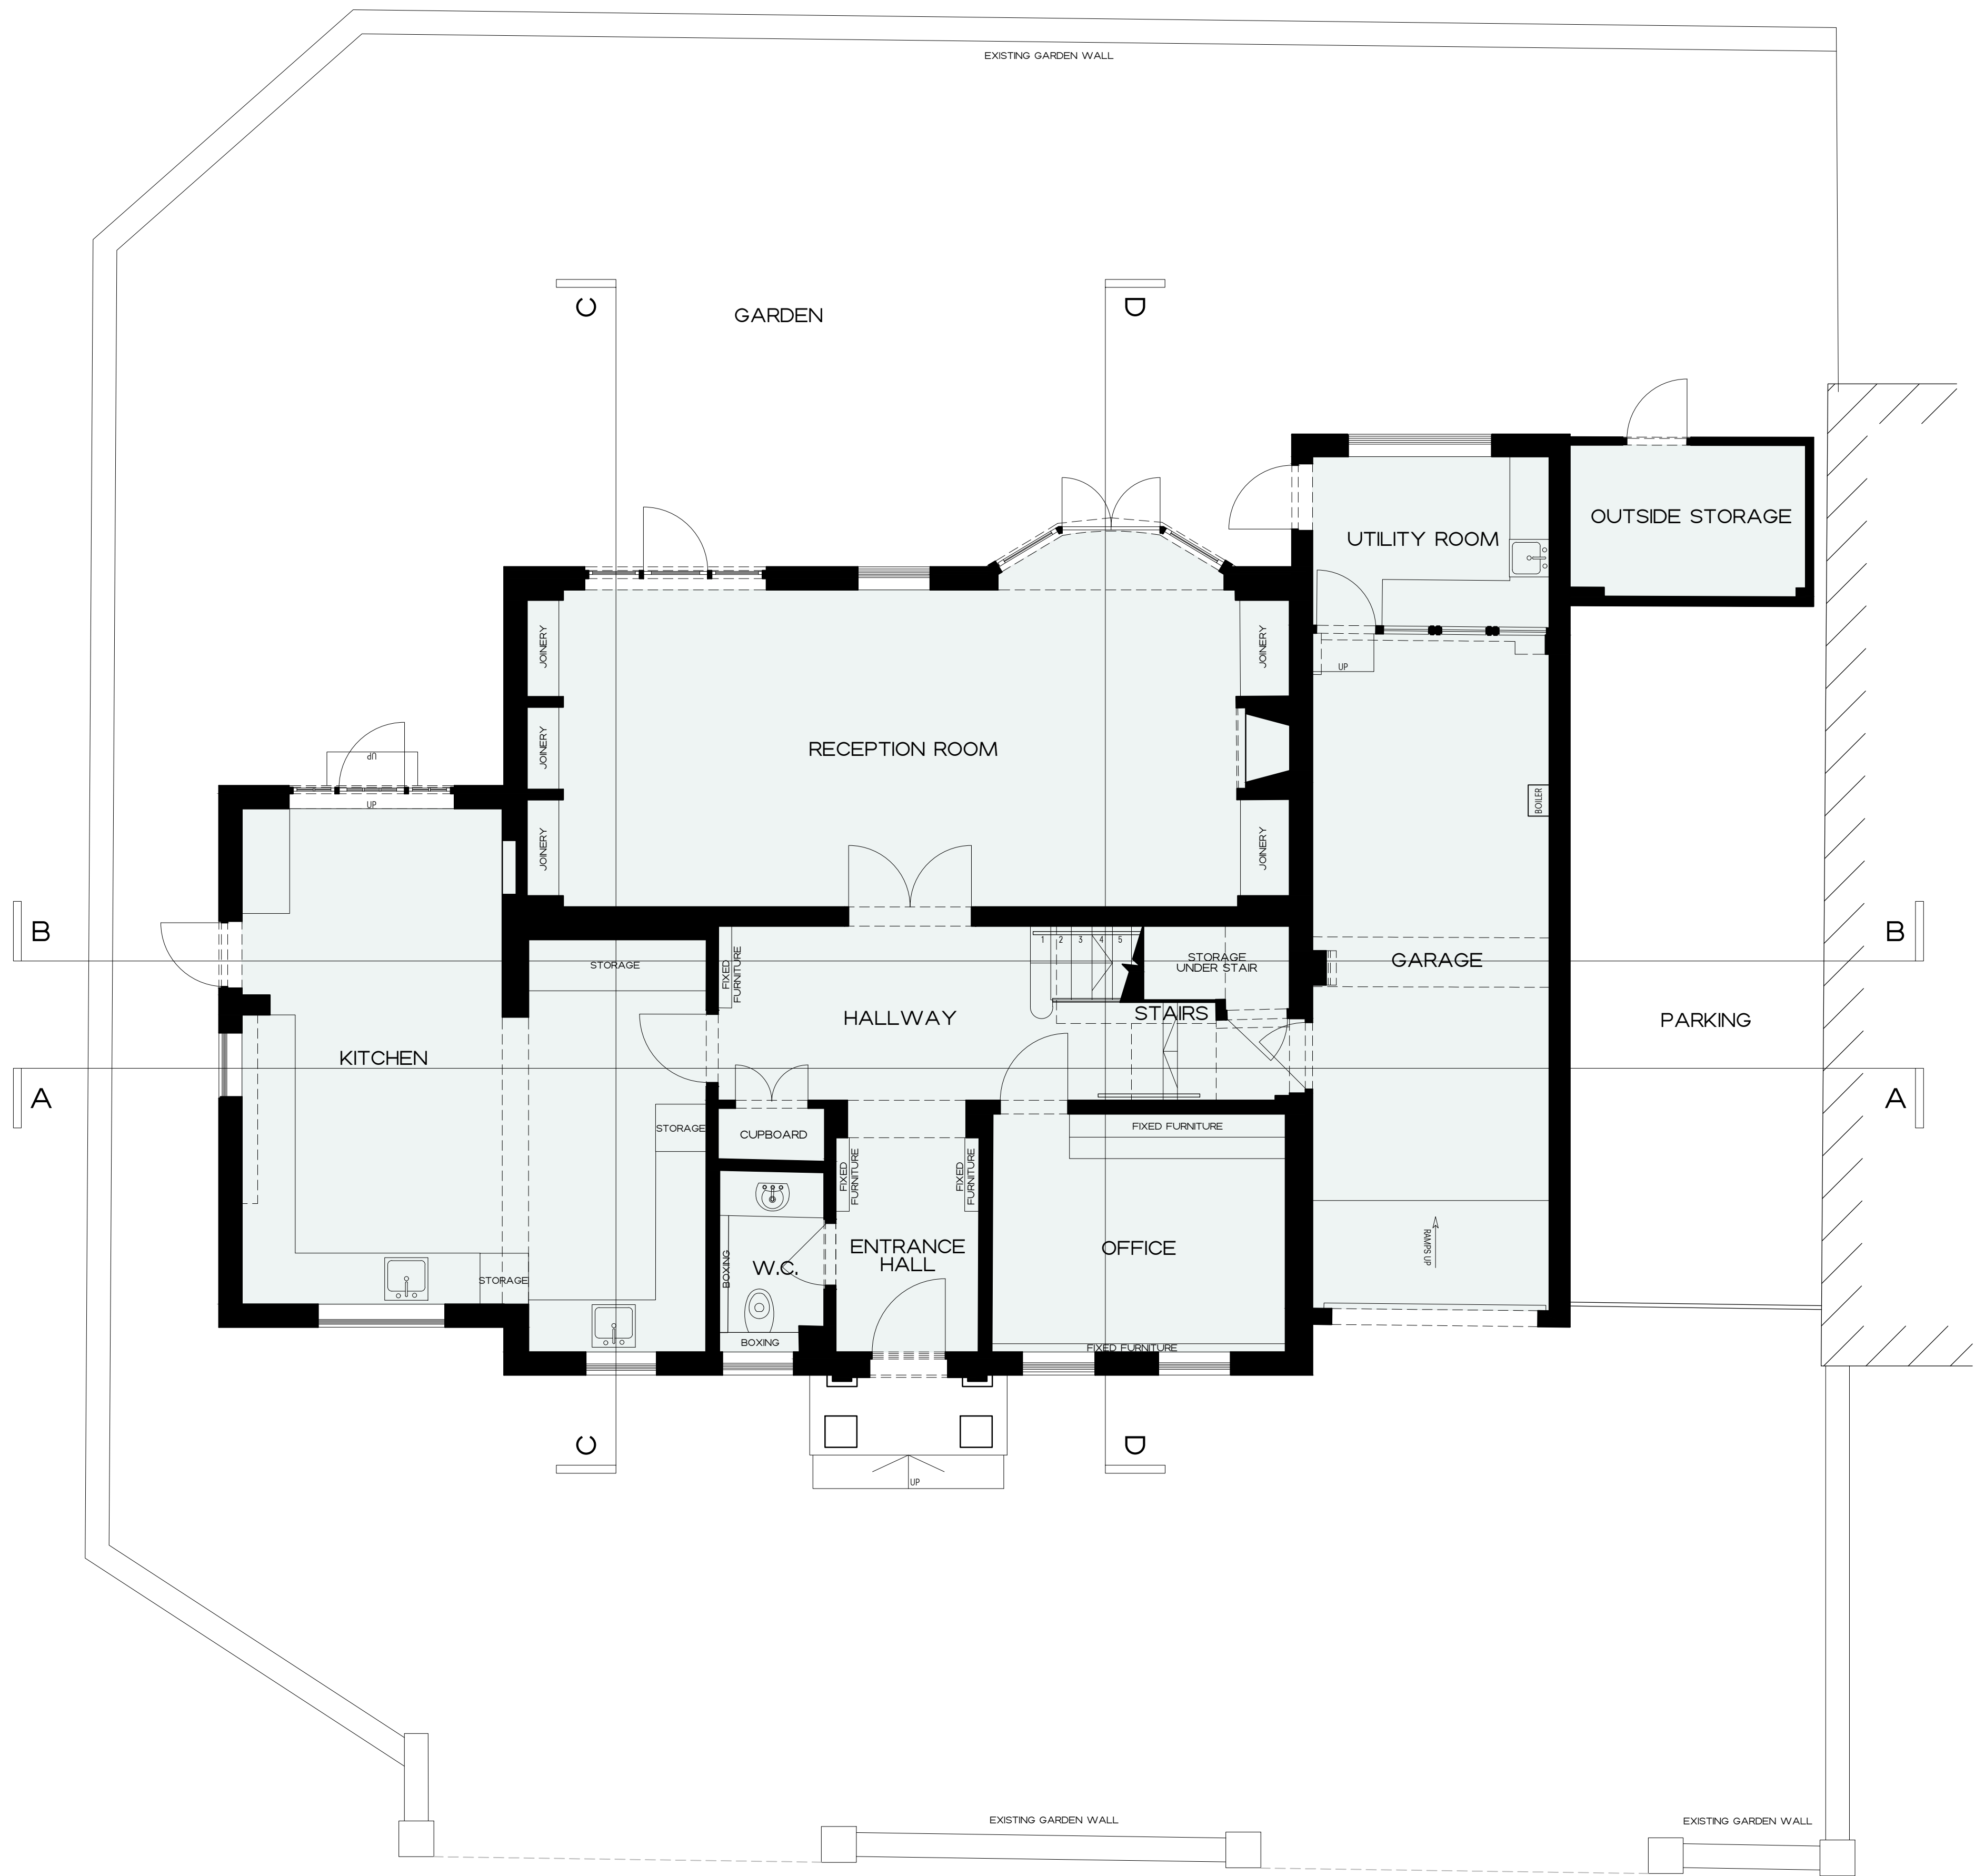 EXISTING GARDEN WALL
C
D
GARDEN
OUTSIDE STORAGE
UTILITY ROOM
JOINERY
JOINERY
UP
RECEPTION ROOM
JOINERY
UP
UP
BOILER
JOINERY
JOINERY
B
B
1 2 3 4 5
STORAGE
FIXED
FURNITURE
STORAGE
UNDER STAIR
GARAGE
STAIRS
HALLWAY
PARKING
KITCHEN
A
A
STORAGE
CUPBOARD
FIXED FURNITURE
FIXED
FURNITURE
FIXED
FURNITURE
ENTRANCE
HALL
OFFICE
RAMPS UP
BOXING
W.C.
STORAGE
BOXING
FIXED FURNITURE
C
D
UP
EXISTING GARDEN WALL
EXISTING GARDEN WALL